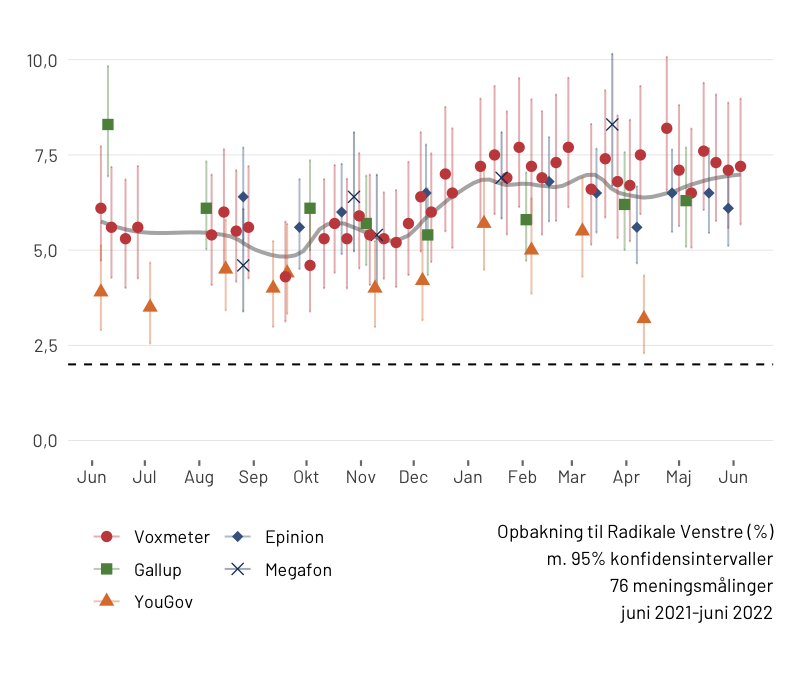 10,0
7,5
5,0
2,5
0,0
Jun Jul Aug Sep Okt Nov Dec Jan Feb Mar Apr Maj Jun
Voxmeter Epinion
Gallup Megafon
YouGov
Opbakning til Radikale Venstre (%)
m. 95% konfidensintervaller
76 meningsmålinger
juni 2021-juni 2022